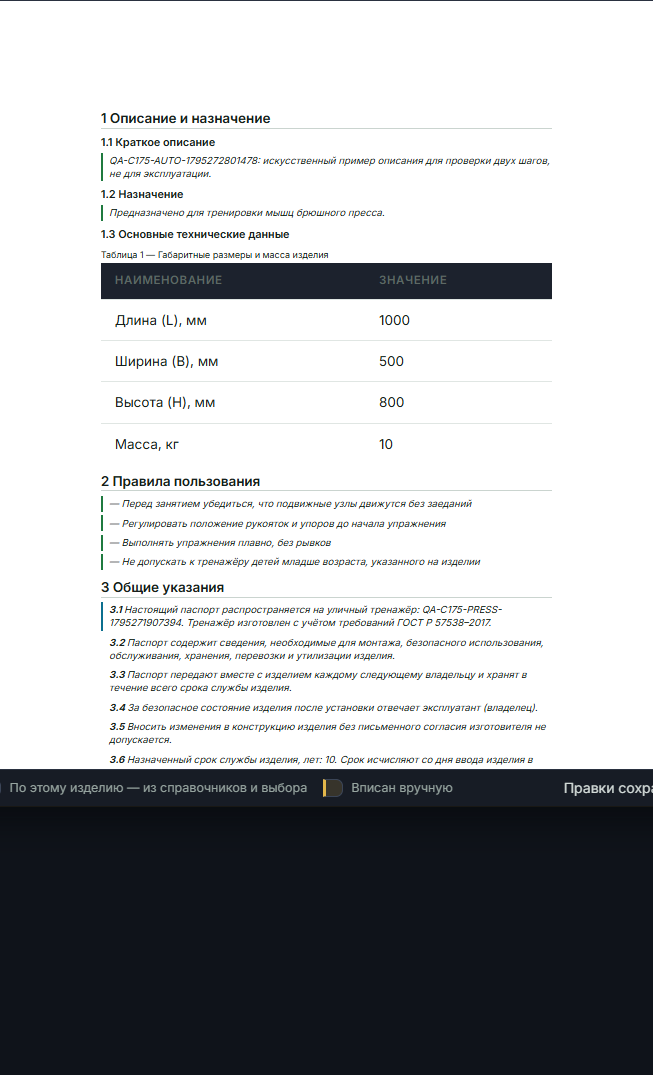 1 Описание и назначение
1.1 Краткое описание
QA-C175-AUTO-1795272801478: искусственный пример описания для проверки двух шагов,
не для эксплуатации.
1.2 Назначение
Предназначено для тренировки мышц брюшного пресса.
1.3 Основные технические данные
Таблица 1 — Габаритные размеры и масса изделия
НАИМЕНОВАНИЕ ЗНАЧЕНИЕ
Длина (L), мм 1000
Ширина (B), мм 500
Высота (H), мм 800
Масса, кг 10
2 Правила пользования
— Перед занятием убедиться, что подвижные узлы движутся без заеданий
— Регулировать положение рукояток и упоров до начала упражнения
— Выполнять упражнения плавно, без рывков
— Не допускать к тренажёру детей младше возраста, указанного на изделии
3 Общие указания
3.1 Настоящий паспорт распространяется на уличный тренажёр: QA-C175-PRESS-
1795271907394. Тренажёр изготовлен с учётом требований ГОСТ Р 57538–2017.
3.2 Паспорт содержит сведения, необходимые для монтажа, безопасного использования,
обслуживания, хранения, перевозки и утилизации изделия.
3.3 Паспорт передают вместе с изделием каждому следующему владельцу и хранят в
течение всего срока службы изделия.
3.4 За безопасное состояние изделия после установки отвечает эксплуатант (владелец).
3.5 Вносить изменения в конструкцию изделия без письменного согласия изготовителя не
допускается.
3.6 Назначенный срок службы изделия, лет: 10. Срок исчисляют со дня ввода изделия в
По этому изделию — из справочников и выбора Вписан вручную Правки сохра